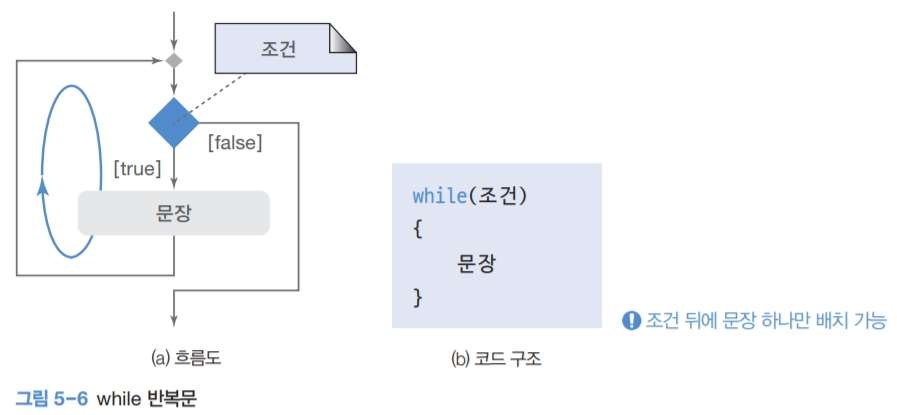 조건
[false]
[true]
문장
while(조건)
{
문장
}
! 조건 뒤에 문장 하나만 배치 가능
(a) 흐름도
(b) 코드 구조
그림 5-6 while 반복문